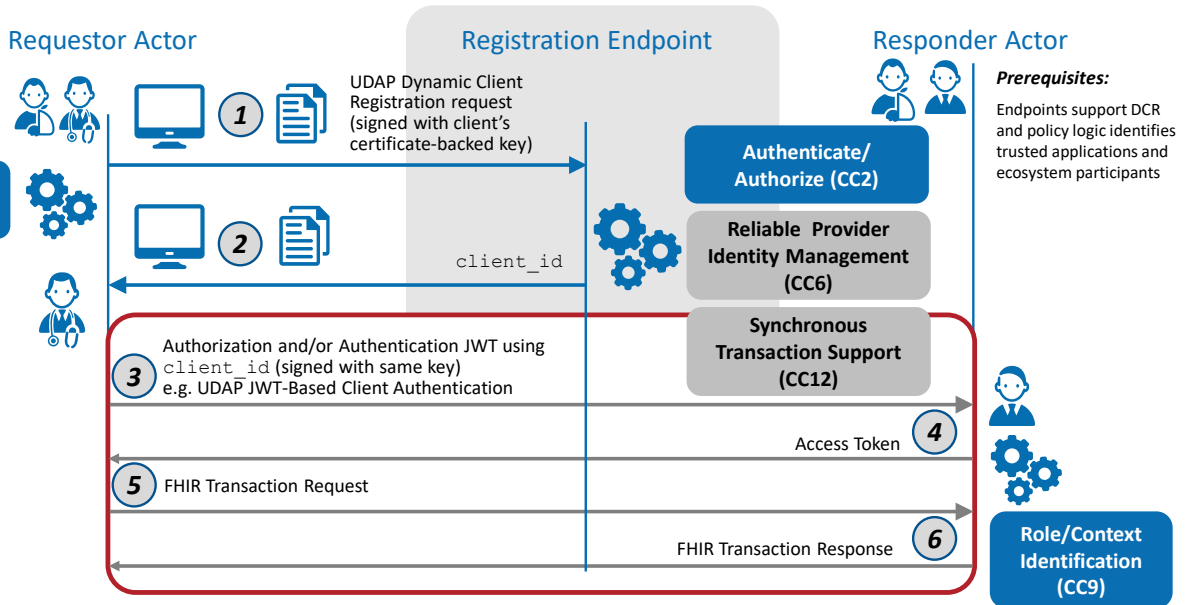 Requestor Actor
Registration Endpoint
Responder Actor
1
UDAP Dynamic Client
Registration request
(signed with client's
certificate-backed key)
Prerequisites:
Endpoints support DCR
and policy logic identifies
trusted applications and
ecosystem participants
Authenticate/
Authorize (CC2)
2
client_id
Reliable Provider
Identity Management
(CC6)
Synchronous
Transaction Support
(CC12)
3
Authorization and/or Authentication JWT using
client_id (signed with same key)
e.g. UDAP JWT-Based Client Authentication
4
Access Token
5
FHIR Transaction Request
6
FHIR Transaction Response
Role/Context
Identification
(CC9)